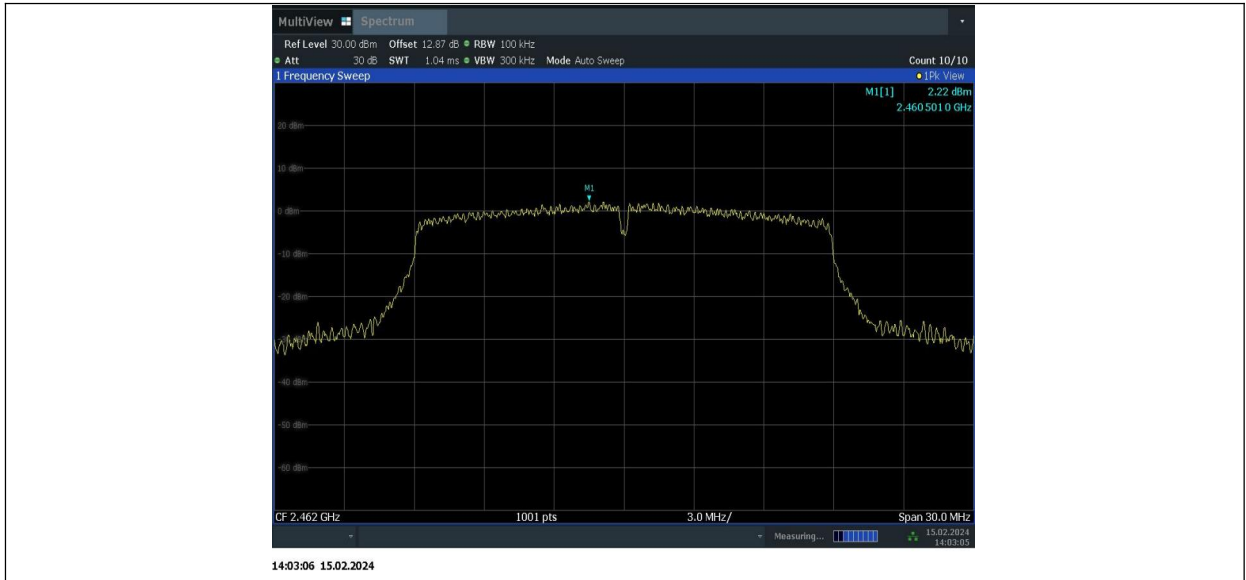 MultiView Spectrum
Ref Level 30.00 dBm Offset 12.87 dB RBW 100 kHz
Att 30 dB SWT 1.04 ms VBW 300 kHz Mode Auto Sweep Count 10/10
1 Frequency Sweep 1Pk View
M1[1] 2.22 dBm
2.4605010 GHz
20 dBm
10 dBm
M1
0 dBm
-10 dBm
-20 dBm
-40 dBm
-50 dBm
-60 dBm
CF 2.462 GHz 1001 pts 3.0 MHz/ Span 30.0 MHz
Measuring... 15.02.2024
14:03:05
14:03:06 15.02.2024